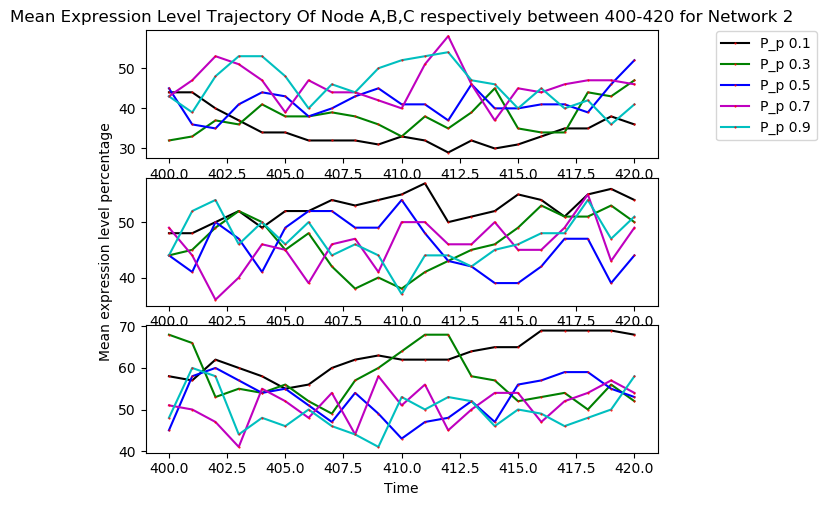 Mean Expression Level Trajectory Of Node A,B,C respectively between 400-420 for Network 2
P_p 0.1
P_p 0.3
P_p 0.5
P_p 0.7
P_p 0.9
Mean expression level percentage
50
40
30
400.0 402.5 405.0 407.5 410.0 412.5 415.0 417.5 420.0
50
40
400.0 402.5 405.0 407.5 410.0 412.5 415.0 417.5 420.0
70
60
50
40
400.0 402.5 405.0 407.5 410.0 412.5 415.0 417.5 420.0
Time